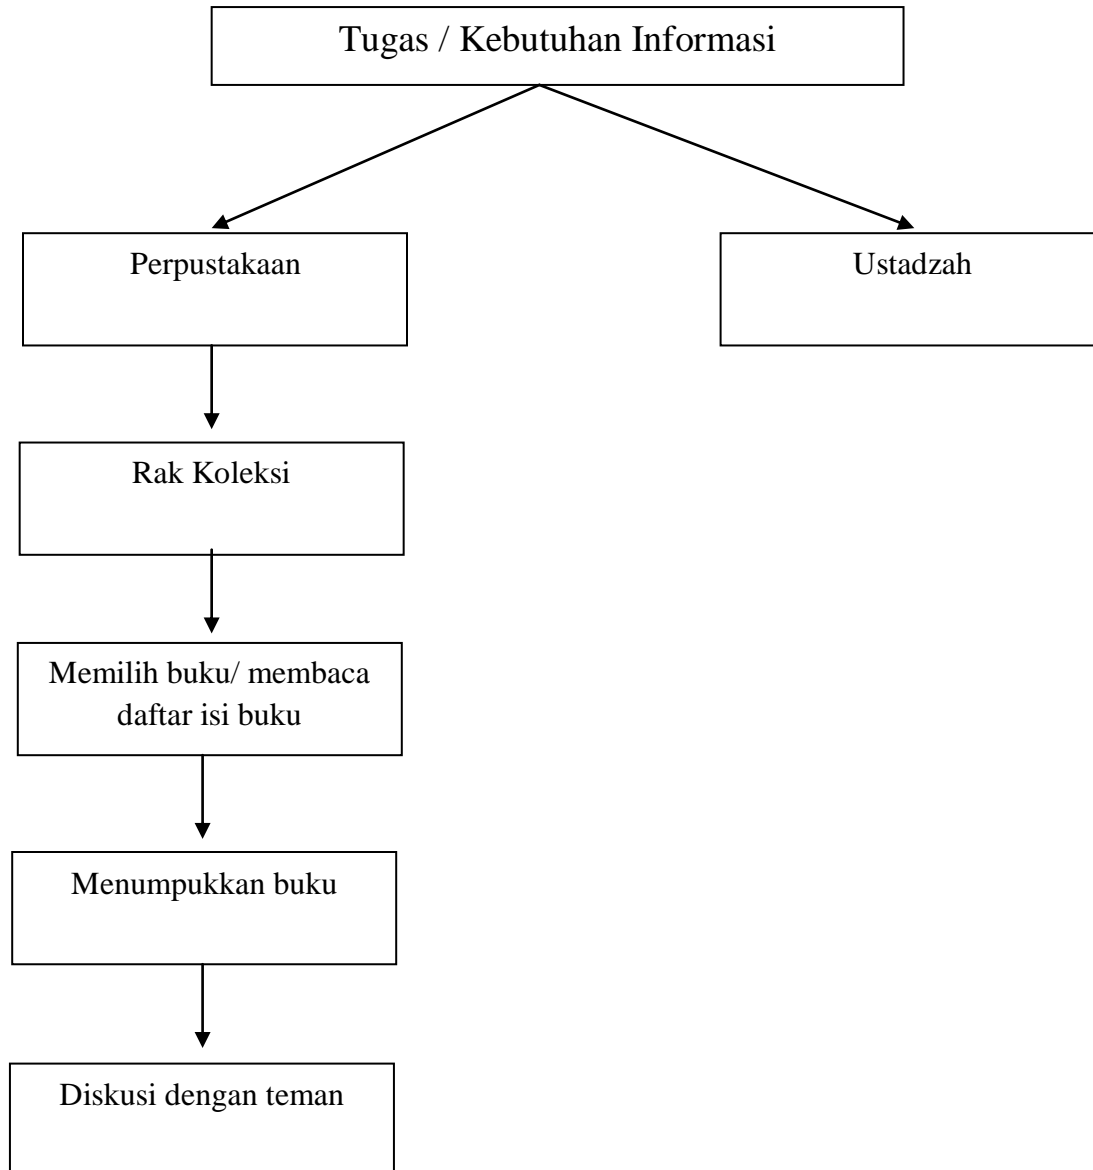 Tugas / Kebutuhan Informasi
Perpustakaan
Ustadzah
Rak Koleksi
Memilih buku/ membaca
daftar isi buku
Menumpukkan buku
Diskusi dengan teman